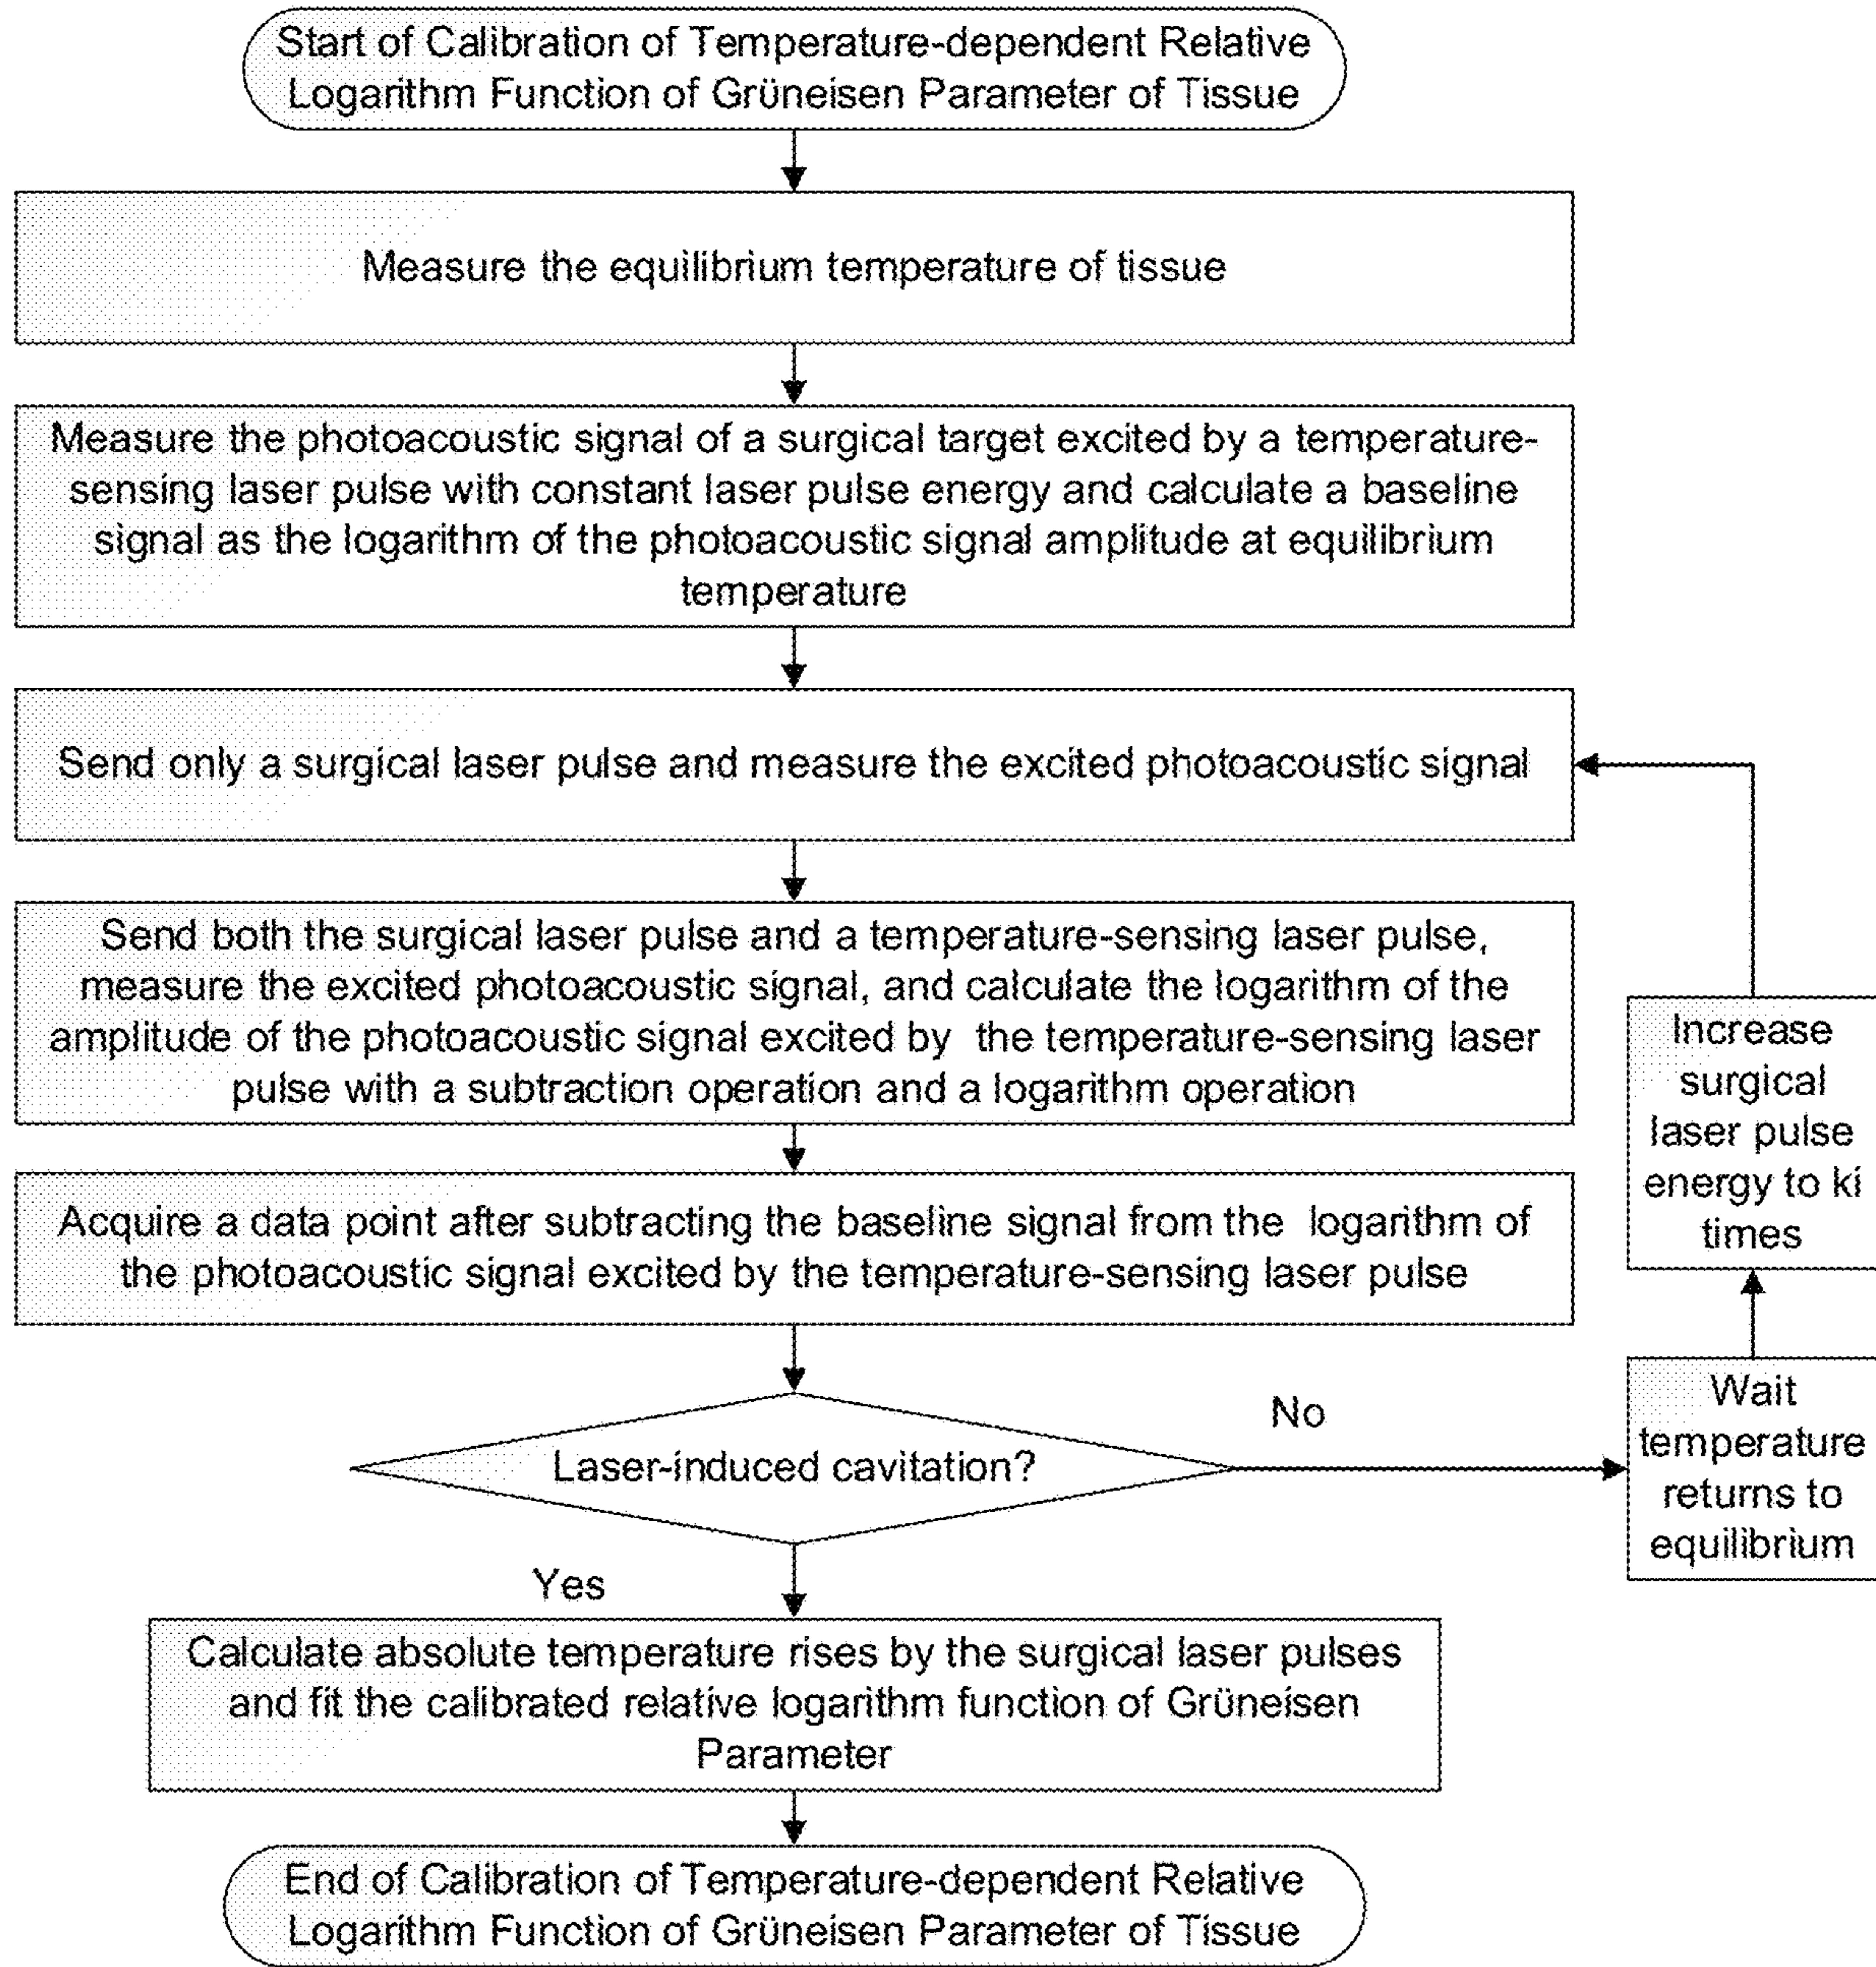 Start of Calibration of Temperature-dependent Relative
Logarithm Function of Grüneisen Parameter of Tissue
Measure the equilibrium temperature of tissue
Measure the photoacoustic signal of a surgical target excited by a temperature-
sensing laser pulse with constant laser pulse energy and calculate a baseline
signal as the logarithm of the photoacoustic signal amplitude at equilibrium
temperature
Send only a surgical laser pulse and measure the excited photoacoustic signal
Send both the surgical laser pulse and a temperature-sensing laser pulse,
measure the excited photoacoustic signal, and calculate the logarithm of the
amplitude of the photoacoustic signal excited by the temperature-sensing laser
pulse with a subtraction operation and a logarithm operation
Acquire a data point after subtracting the baseline signal from the logarithm of
the photoacoustic signal excited by the temperature-sensing laser pulse
Laser-induced cavitation?
No
Wait
temperature
returns to
equilibrium
Increase
surgical
laser pulse
energy to ki
times
Yes
Calculate absolute temperature rises by the surgical laser pulses
and fit the calibrated relative logarithm function of Grüneisen
Parameter
End of Calibration of Temperature-dependent Relative
Logarithm Function of Grüneisen Parameter of Tissue